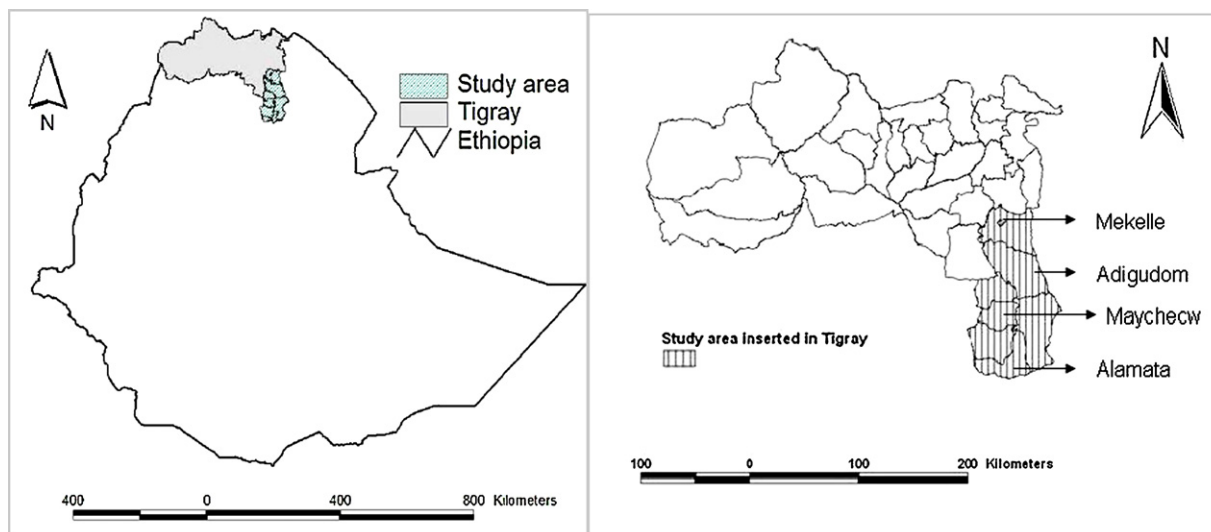 N
Study area
Tigray
Ethiopia
400 0 400 800 Kilometers
N
Mekelle
Adigudom
Maychecw
Alamata
Study area inserted in Tigray
100 0 100 200 Kilometers